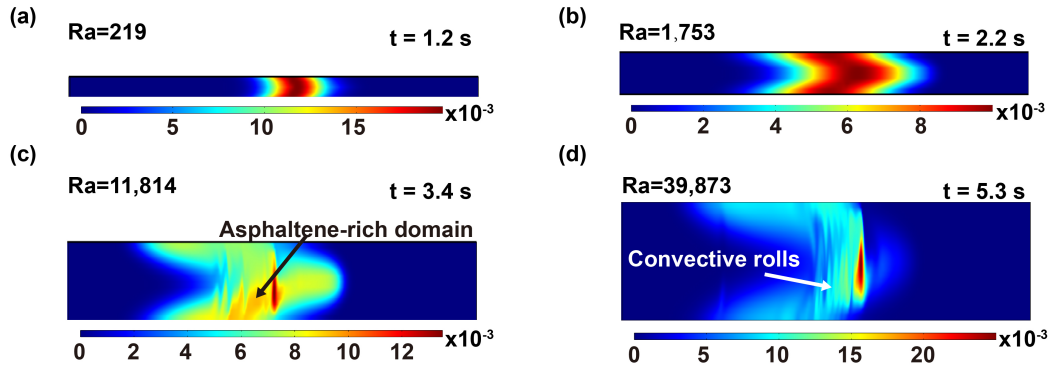 (a)
Ra=219
t = 1.2 s
0 5 10 15 x10⁻³
(b)
Ra=1,753
t = 2.2 s
0 2 4 6 8 x10⁻³
(c)
Ra=11,814
t = 3.4 s
Asphaltene-rich domain
0 2 4 6 8 10 12 x10⁻³
(d)
Ra=39,873
t = 5.3 s
Convective rolls
0 5 10 15 20 x10⁻³